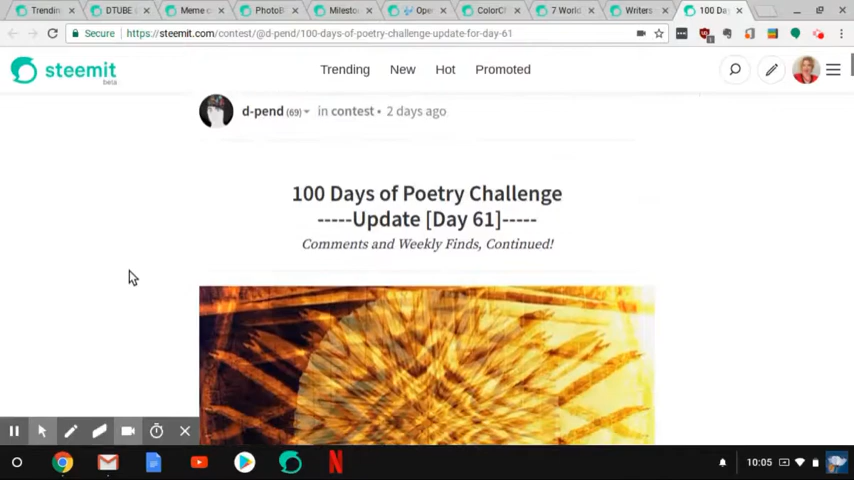 Trending
DTUBE
Meme c
PhotoB
Milesto
Ope
ColorCh
7 World
Writers
100 Day
Secure
https://steemit.com/contest/@d-pend/100-days-of-poetry-challenge-update-for-day-61
steemit
beta
Trending New Hot Promoted
d-pend (69) in contest • 2 days ago
100 Days of Poetry Challenge
-----Update [Day 61]-----
Comments and Weekly Finds, Continued!
10:05